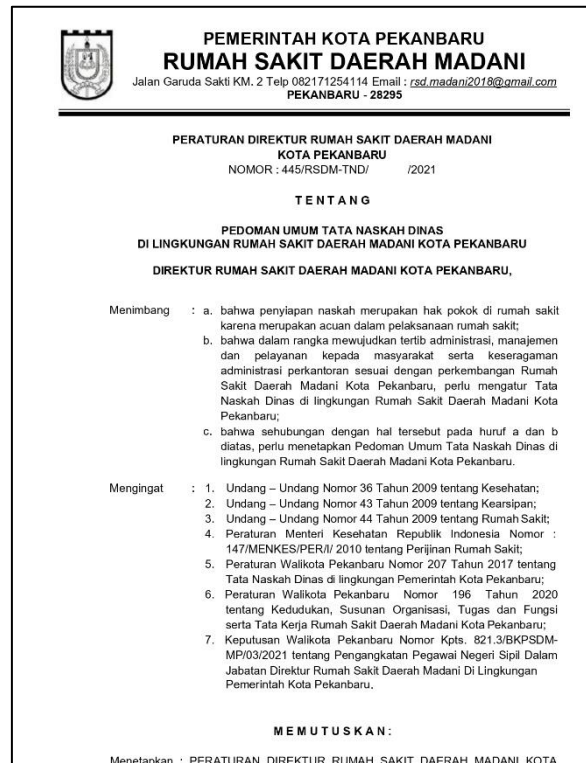 PEMERINTAH KOTA PEKANBARU
RUMAH SAKIT DAERAH MADANI
Jalan Garuda Sakti KM. 2 Telp 082171254114 Email : rsd.madani2018@gmail.com
PEKANBARU - 28295
PERATURAN DIREKTUR RUMAH SAKIT DAERAH MADANI
KOTA PEKANBARU
NOMOR : 445/RSDM-TND/ /2021
T E N T A N G
PEDOMAN UMUM TATA NASKAH DINAS
DI LINGKUNGAN RUMAH SAKIT DAERAH MADANI KOTA PEKANBARU
DIREKTUR RUMAH SAKIT DAERAH MADANI KOTA PEKANBARU,
Menimbang : a. bahwa penyiapan naskah merupakan hak pokok di rumah sakit
karena merupakan acuan dalam pelaksanaan rumah sakit;
b. bahwa dalam rangka mewujudkan tertib administrasi, manajemen
dan pelayanan kepada masyarakat serta keseragaman
administrasi perkantoran sesuai dengan perkembangan Rumah
Sakit Daerah Madani Kota Pekanbaru, perlu mengatur Tata
Naskah Dinas di lingkungan Rumah Sakit Daerah Madani Kota
Pekanbaru;
c. bahwa sehubungan dengan hal tersebut pada huruf a dan b
diatas, perlu menetapkan Pedoman Umum Tata Naskah Dinas di
lingkungan Rumah Sakit Daerah Madani Kota Pekanbaru.
Mengingat : 1. Undang – Undang Nomor 36 Tahun 2009 tentang Kesehatan;
2. Undang – Undang Nomor 43 Tahun 2009 tentang Kearsipan;
3. Undang – Undang Nomor 44 Tahun 2009 tentang Rumah Sakit;
4. Peraturan Menteri Kesehatan Republik Indonesia Nomor :
147/MENKES/PER/I/ 2010 tentang Perijinan Rumah Sakit;
5. Peraturan Walikota Pekanbaru Nomor 207 Tahun 2017 tentang
Tata Naskah Dinas di lingkungan Pemerintah Kota Pekanbaru;
6. Peraturan Walikota Pekanbaru Nomor 196 Tahun 2020
tentang Kedudukan, Susunan Organisasi, Tugas dan Fungsi
serta Tata Kerja Rumah Sakit Daerah Madani Kota Pekanbaru;
7. Keputusan Walikota Pekanbaru Nomor Kpts. 821.3/BKPSDM-
MP/03/2021 tentang Pengangkatan Pegawai Negeri Sipil Dalam
Jabatan Direktur Rumah Sakit Daerah Madani Di Lingkungan
Pemerintah Kota Pekanbaru.
M E M U T U S K A N :
Menetapkan : PERATURAN DIREKTUR RUMAH SAKIT DAERAH MADANI KOTA